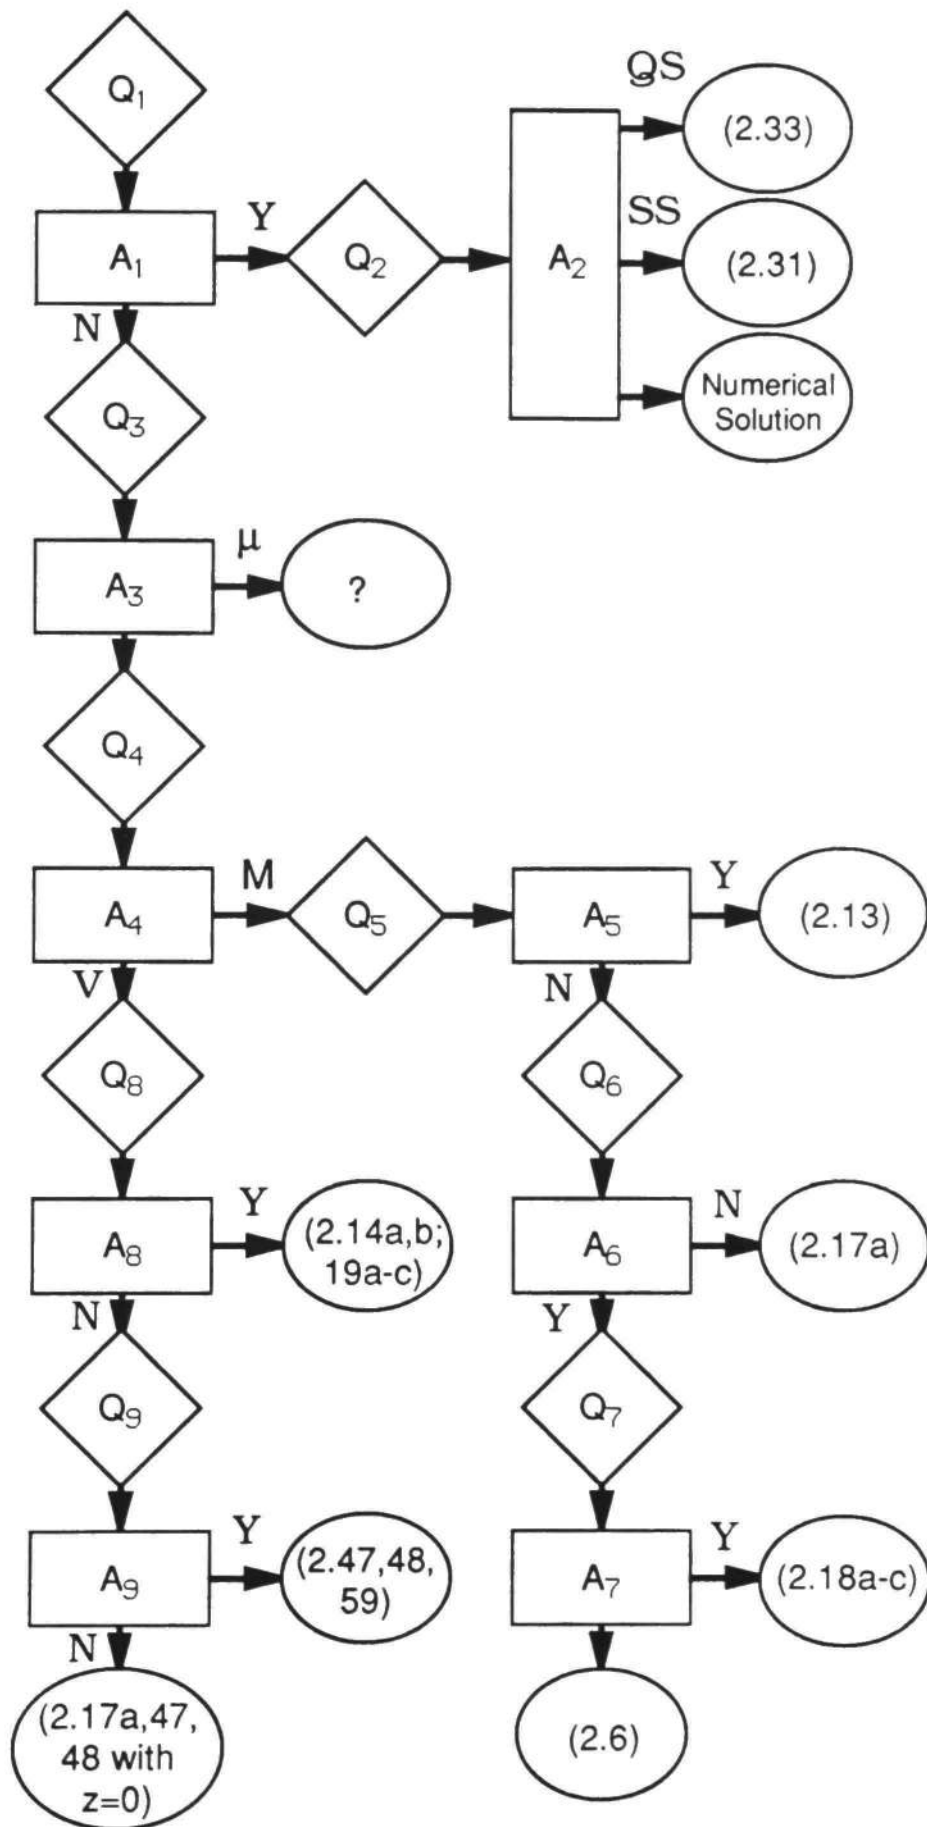 Q₁
QS
(2.33)
A₁
Y
Q₂
A₂
SS
(2.31)
N
Numerical
Solution
Q₃
A₃
μ
?
Q₄
A₄
M
Q₅
A₅
Y
(2.13)
V
N
Q₈
Q₆
A₈
Y
(2.14a,b;
19a-c)
A₆
N
(2.17a)
N
Y
Q₉
Q₇
A₉
Y
(2.47,48,
59)
A₇
Y
(2.18a-c)
N
(2.17a,47,
48 with
z=0)
(2.6)